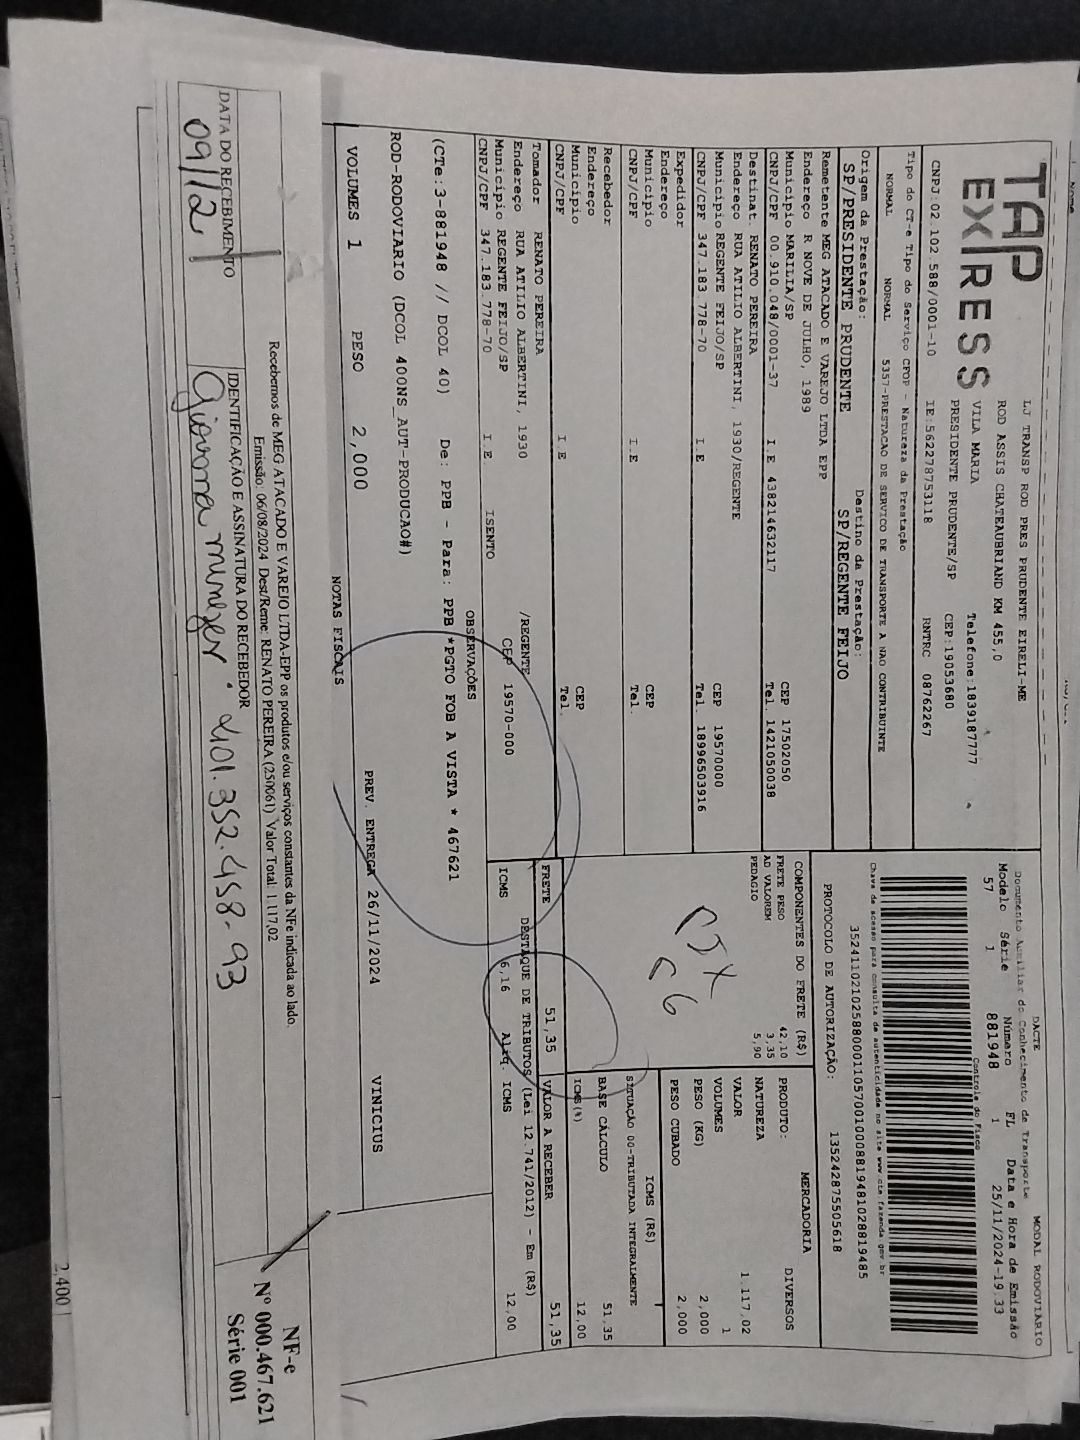 TAP
EXPRESS
LJ TRANSP ROD PRES PRUDENTE EIRELI-ME
ROD ASSIS CHATEAUBRIAND KM 455,0
VILA MARIA Telefone:18391877777
PRESIDENTE PRUDENTE/SP CEP:19053680
CNPJ:02.102.588/0001-10 IE:562278753118 RNTRC 08762267
Tipo do CT-e Tipo do Serviço CFOP - Natureza da Prestação
NORMAL NORMAL 5357-PRESTACAO DE SERVICO DE TRANSPORTE A NAO CONTRIBUINTE
Origem da Prestação: Destino da Prestação:
SP/PRESIDENTE PRUDENTE SP/REGENTE FEIJO
Remetente MEG ATACADO E VAREJO LTDA EPP
Endereço R NOVE DE JULHO, 1989
Município MARILIA/SP CEP 17502050
CNPJ/CPF 00.910.048/0001-37 I.E 438214632117 Tel. 1421050038
Destinat. RENATO PEREIRA
Endereço RUA ATILIO ALBERTINI, 1930/REGENTE
Município REGENTE FEIJO/SP CEP 19570000
CNPJ/CPF 347.183.778-70 I.E Tel. 18996503916
Expedidor
Endereço
Município CEP
CNPJ/CPF I.E Tel.
Recebedor
Endereço
Município CEP
CNPJ/CPF I.E Tel.
Tomador RENATO PEREIRA
Endereço RUA ATILIO ALBERTINI, 1930 /REGENTE
Município REGENTE FEIJO/SP CEP 19570-000
CNPJ/CPF 347.183.778-70 I.E ISENTO
OBSERVAÇÕES
(CTe:3-881948 // DCOL 40) De: PPB - Para: PPB *PGTO FOB A VISTA * 467621
ROD-RODOVIARIO (DCOL 400NS_AUT-PRODUCAO#)
VOLUMES 1 PESO 2,000 PREV. ENTREGA 26/11/2024 VINICIUS
NOTAS FISCAIS
DACTE MODAL RODOVIÁRIO
Documento Auxiliar do Conhecimento de Transporte
Modelo Série Número FL Data e Hora de Emissão
57 1 881948 1 25/11/2024-19:33
Controle do Fisco
Chave de acesso para consulta de autenticidade no site www.cte.fazenda.gov.br
35241102102588000110570010008819481028819485
PROTOCOLO DE AUTORIZAÇÃO: 135242875505618
COMPONENTES DO FRETE (R$)
FRETE PESO 42,10
AD VALOREM 3,35
PEDAGIO 5,90
PIX
C6
MERCADORIA
PRODUTO: DIVERSOS
NATUREZA
VALOR 1.117,02
VOLUMES 1
PESO (KG) 2,000
PESO CUBADO 2,000
ICMS (R$)
SITUAÇÃO 00-TRIBUTADA INTEGRALMENTE
BASE CÁLCULO 51,35
ICMS(%) 12,00
FRETE 51,35 VALOR A RECEBER 51,35
DESTAQUE DE TRIBUTOS (Lei 12.741/2012) - Em (R$)
ICMS 6,16 Aliq. ICMS 12,00
Recebemos de MEG ATACADO E VAREJO LTDA-EPP os produtos e/ou serviços constantes da NFe indicada ao lado.
Emissão: 06/08/2024 Dest/Reme: RENATO PEREIRA (250061) Valor Total: 1.117,02
DATA DO RECEBIMENTO IDENTIFICAÇÃO E ASSINATURA DO RECEBEDOR
09/12/ 401.352.458-93
NF-e
Nº 000.467.621
Série 001
2,400